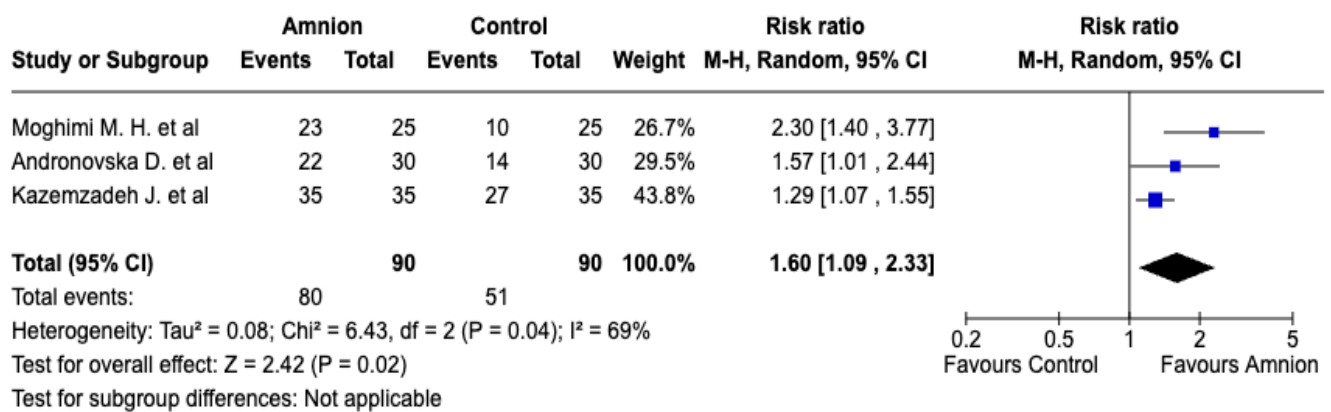 Amnion Control Risk ratio Risk ratio
Study or Subgroup Events Total Events Total Weight M-H, Random, 95% CI M-H, Random, 95% CI
Moghimi M. H. et al 23 25 10 25 26.7% 2.30 [1.40 , 3.77]
Andronovska D. et al 22 30 14 30 29.5% 1.57 [1.01 , 2.44]
Kazemzadeh J. et al 35 35 27 35 43.8% 1.29 [1.07 , 1.55]
Total (95% CI) 90 90 100.0% 1.60 [1.09 , 2.33]
Total events: 80 51
Heterogeneity: Tau² = 0.08; Chi² = 6.43, df = 2 (P = 0.04); I² = 69%
Test for overall effect: Z = 2.42 (P = 0.02)
Test for subgroup differences: Not applicable
0.2 0.5 1 2 5
Favours Control Favours Amnion